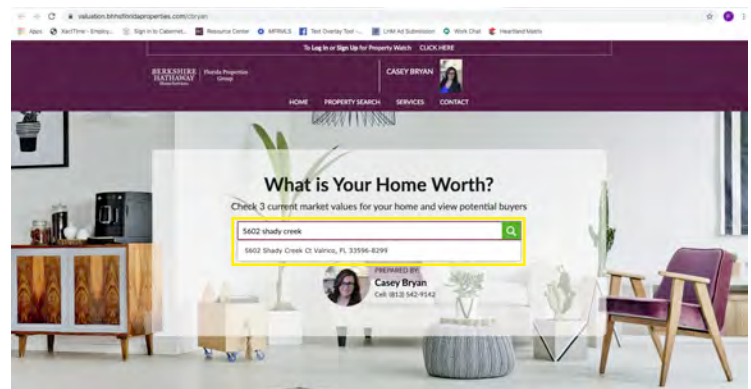 valuation.bhhsfloridaproperties.com/cbryan
Apps XactTime - Employ... Sign in to Cabernet... Resource Center MFRMLS Text Overlay Tool - ... LHM Ad Submission Work Chat Heartland Matrix
To Log In or Sign Up for Property Watch CLICK HERE
BERKSHIRE HATHAWAY HomeServices
Florida Properties Group
CASEY BRYAN
HOME PROPERTY SEARCH SERVICES CONTACT
What is Your Home Worth?
Check 3 current market values for your home and view potential buyers
5602 shady creek
5602 Shady Creek Ct Valrico, FL 33596-8299
PREPARED BY:
Casey Bryan
Cell: (813) 542-9142